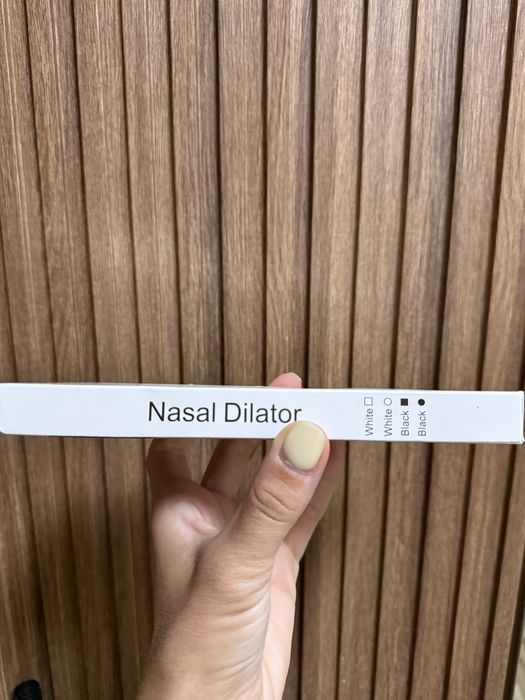 Nasal Dilator
White □
White ○
Black ■
Black ●